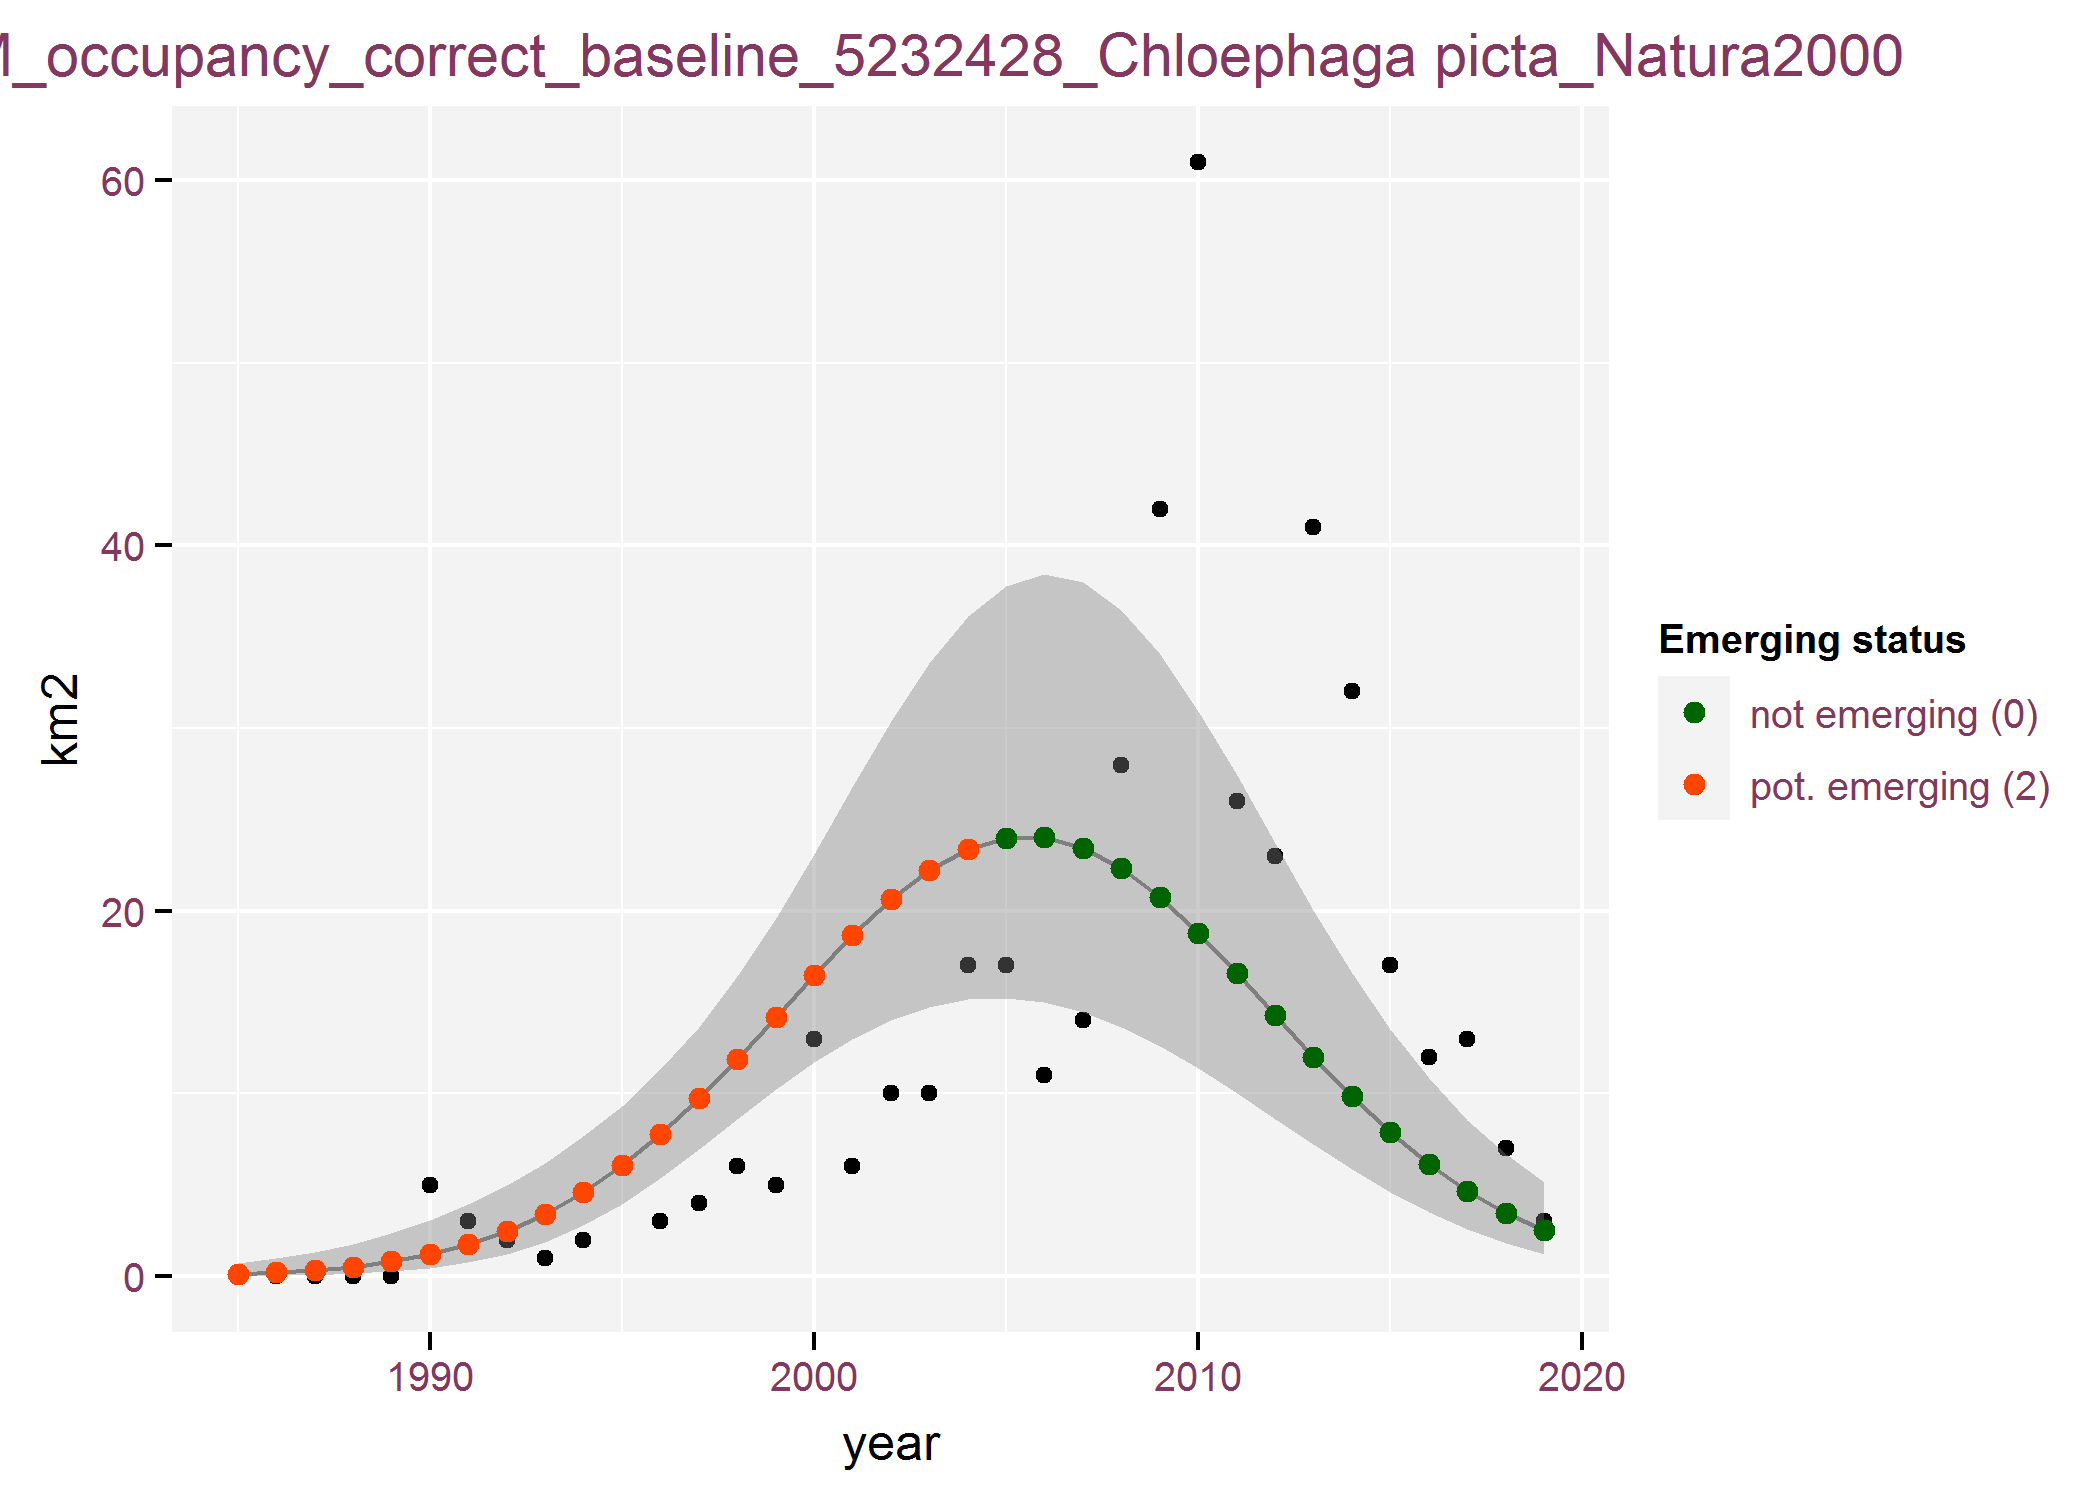 _occupancy_correct_baseline_5232428_Chloephaga picta_Natura2000
60
40
20
0
km2
1990
2000
2010
2020
year
Emerging status
not emerging (0)
pot. emerging (2)